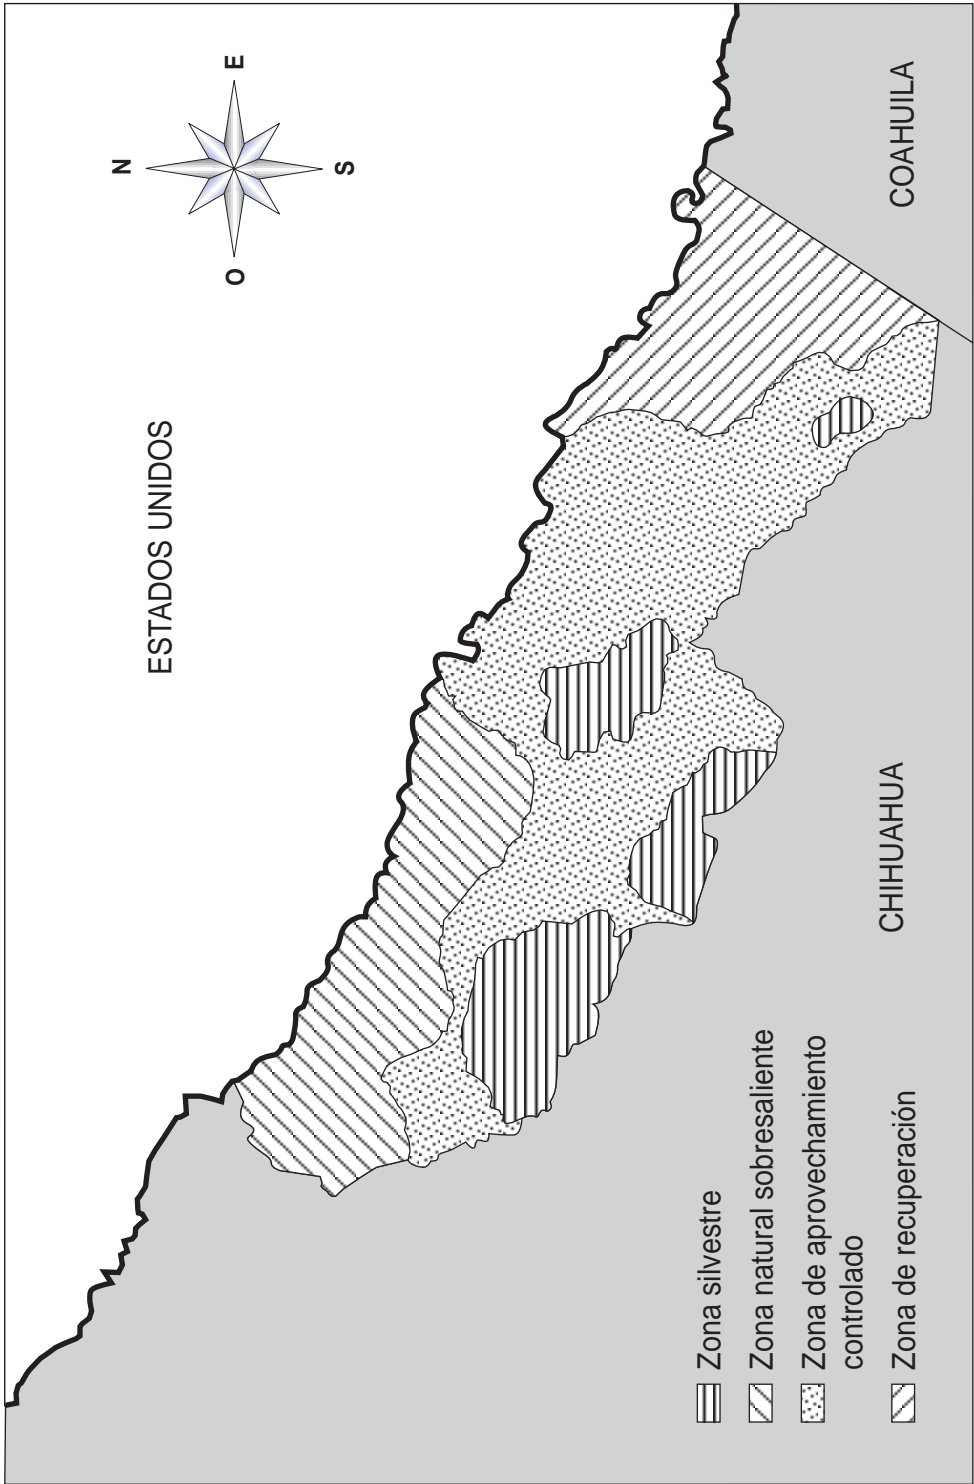 N
E
O
S
ESTADOS UNIDOS
COAHUILA
CHIHUAHUA
Zona silvestre
Zona natural sobresaliente
Zona de aprovechamiento
controlado
Zona de recuperación